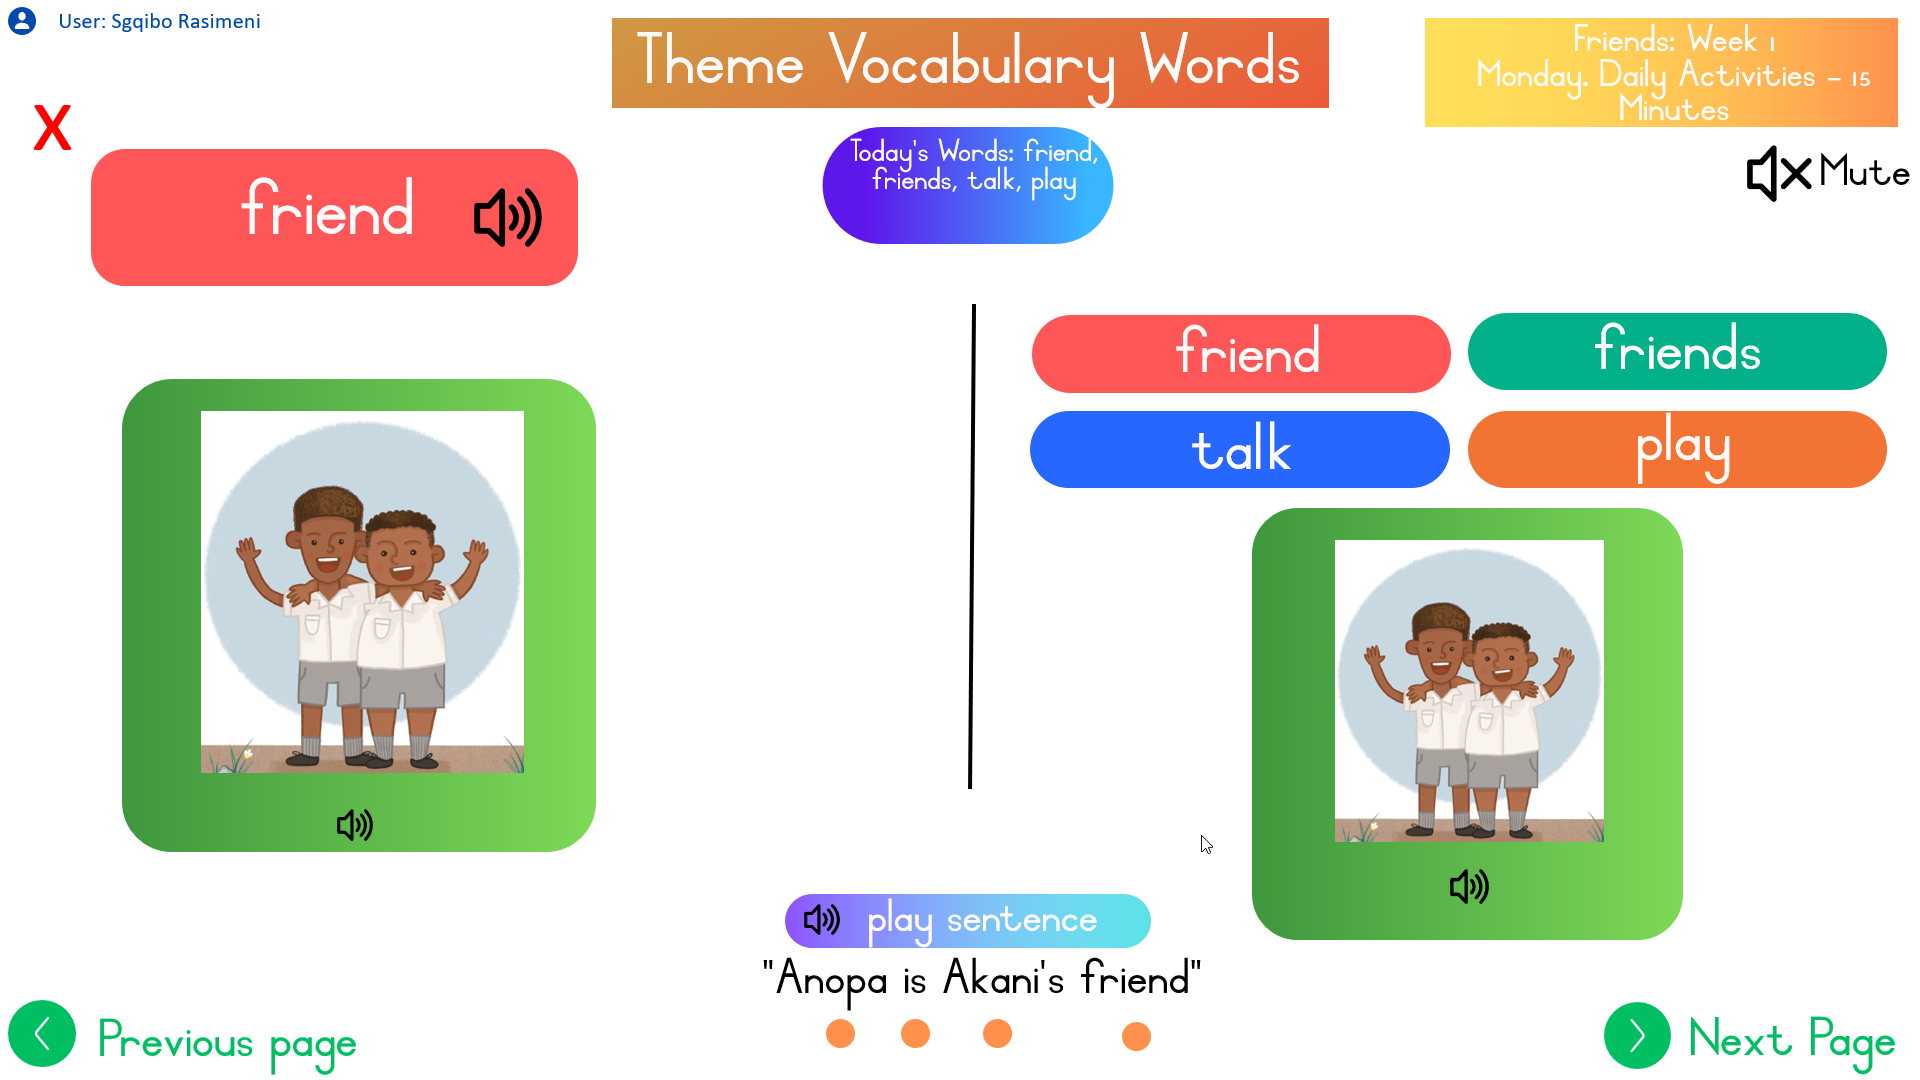 User: Sgqibo Rasimeni
Theme Vocabulary Words
Friends: Week 1
Monday. Daily Activities - 15
Minutes
X
Today's Words: friend,
friends, talk, play
Mute
friend
friend
friends
talk
play
play sentence
"Anopa is Akani's friend"
Previous page
Next Page